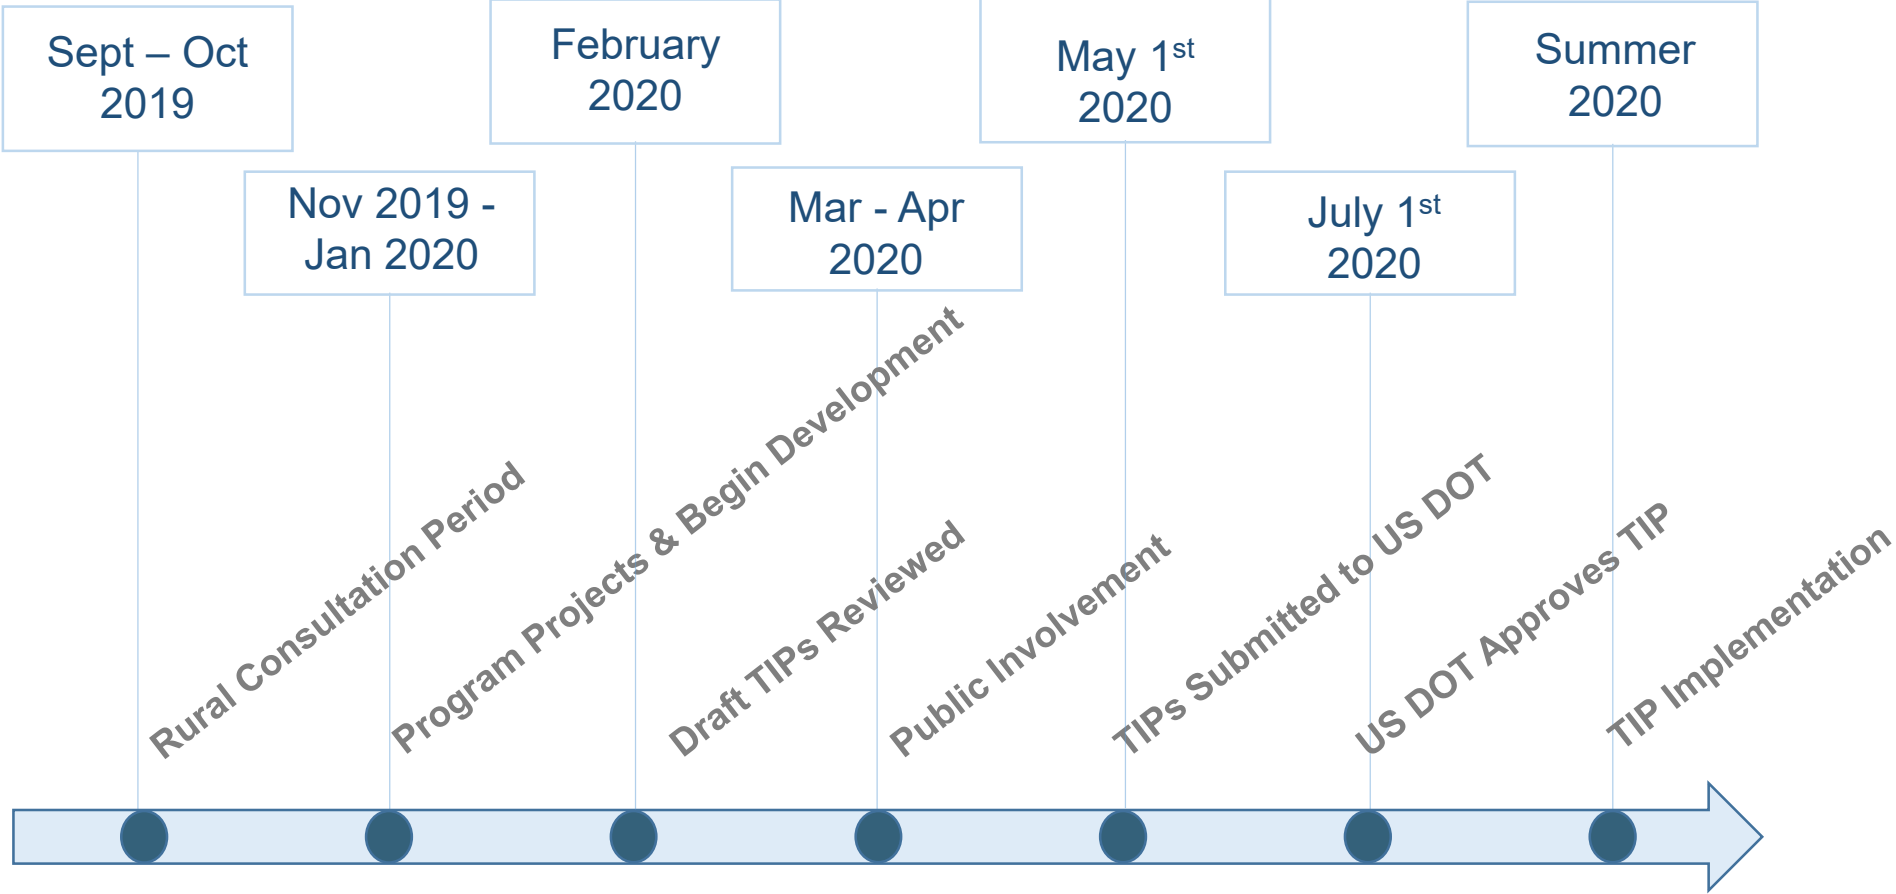 Sept – Oct
2019
Nov 2019 -
Jan 2020
February
2020
Mar - Apr
2020
May 1st
2020
July 1st
2020
Summer
2020
Rural Consultation Period
Program Projects & Begin Development
Draft TIPs Reviewed
Public Involvement
TIPs Submitted to US DOT
US DOT Approves TIP
TIP Implementation